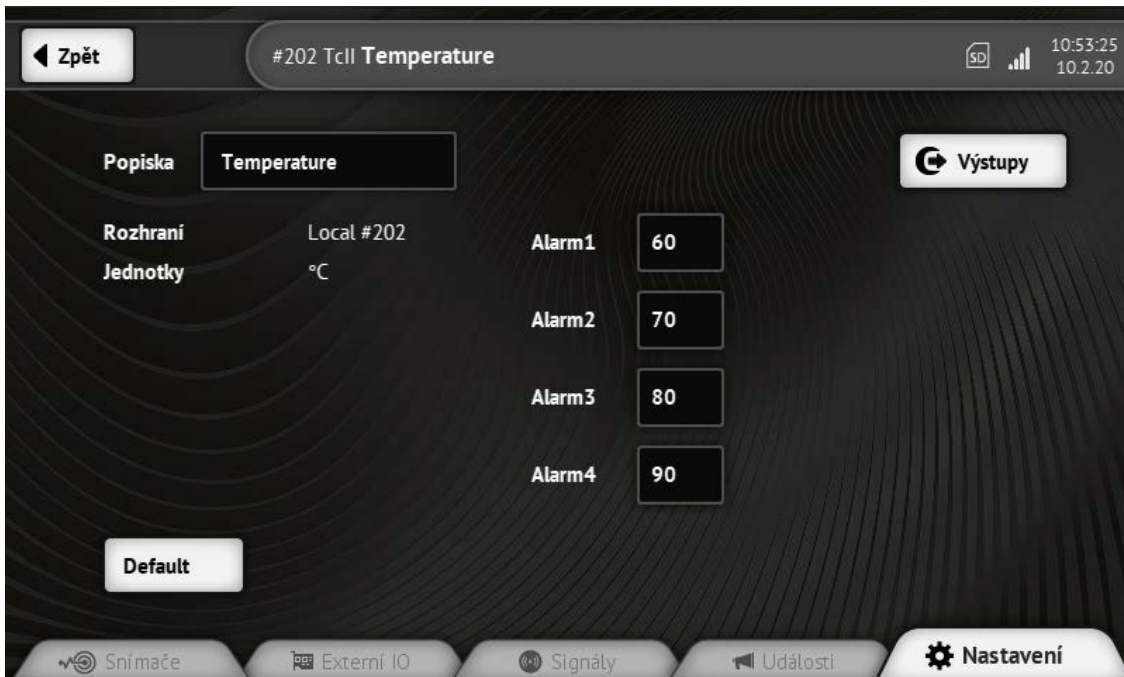 Zpět
#202 TcII Temperature
SD
10:53:25
10.2.20
Popiska Temperature
Výstupy
Rozhraní Local #202
Jednotky °C
Alarm1 60
Alarm2 70
Alarm3 80
Alarm4 90
Default
Snímače
Externí IO
Signály
Události
Nastavení